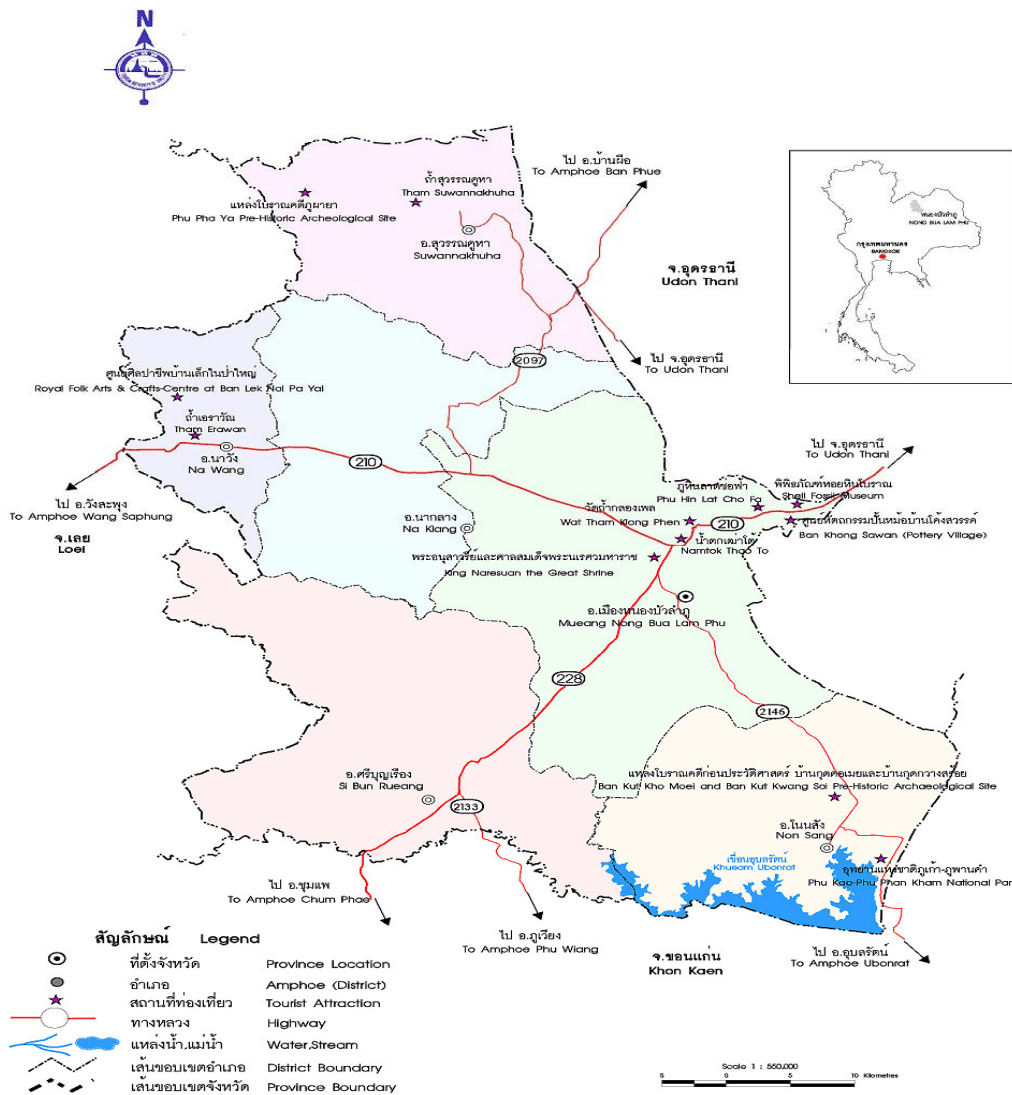 N
ไป อ.บ้านผือ
To Amphoe Ban Phue
ถ้ำสุวรรณคูหา
Tham Suwannakhuha
แหล่งโบราณคดีภูผายา
Phu Pha Ya Pre-Historic Archeological Site
อ.สุวรรณคูหา
Suwannakhuha
หนองบัวลำภู
NONG BUA LAM PHU
กรุงเทพมหานคร
BANGKOK
จ.อุดรธานี
Udon Thani
2097
ไป จ.อุดรธานี
To Udon Thani
ศูนย์ศิลปาชีพบ้านเล็กในป่าใหญ่
Royal Folk Arts & Crafts-Centre at Ban Lek Nai Pa Yai
ถ้ำเอราวัณ
Tham Erawan
อ.นาวัง
Na Wang
210
ไป จ.อุดรธานี
To Udon Thani
ภูหินลาดช่อฟ้า
Phu Hin Lat Cho Fa
พิพิธภัณฑ์หอยหินโบราณ
Shell Fossil Museum
วัดถ้ำกลองเพล
Wat Tham Klong Phen
210
ศูนย์หัตถกรรมปั้นหม้อบ้านโค้งสวรรค์
Ban Khong Sawan (Pottery Village)
ไป อ.วังสะพุง
To Amphoe Wang Saphung
จ.เลย
Loei
อ.นากลาง
Na Klang
น้ำตกเฒ่าโต้
Namtok Thao To
พระอนุสาวรีย์และศาลสมเด็จพระนเรศวรมหาราช
King Naresuan the Great Shrine
อ.เมืองหนองบัวลำภู
Mueang Nong Bua Lam Phu
228
2146
อ.ศรีบุญเรือง
Si Bun Rueang
2133
แหล่งโบราณคดีก่อนประวัติศาสตร์ บ้านกุดคอเมยและบ้านกุดกวางสร้อย
Ban Kut Kho Moei and Ban Kut Kwang Soi Pre-Historic Archaeological Site
อ.โนนสัง
Non Sang
เขื่อนอุบลรัตน์
Khueam Ubonrat
อุทยานแห่งชาติภูเก้า-ภูพานคำ
Phu Kao-Phu Phan Kham National Par
ไป อ.ชุมแพ
To Amphoe Chum Phae
ไป อ.ภูเวียง
To Amphoe Phu Wiang
จ.ขอนแก่น
Khon Kaen
ไป อ.อุบลรัตน์
To Amphoe Ubonrat
สัญลักษณ์ Legend
ที่ตั้งจังหวัด Province Location
อำเภอ Amphoe (District)
สถานที่ท่องเที่ยว Tourist Attraction
ทางหลวง Highway
แหล่งน้ำ,แม่น้ำ Water,Stream
เส้นขอบเขตอำเภอ District Boundary
เส้นขอบเขตจังหวัด Province Boundary
Scale 1 : 550,000
5 0 5 10 Kilometres